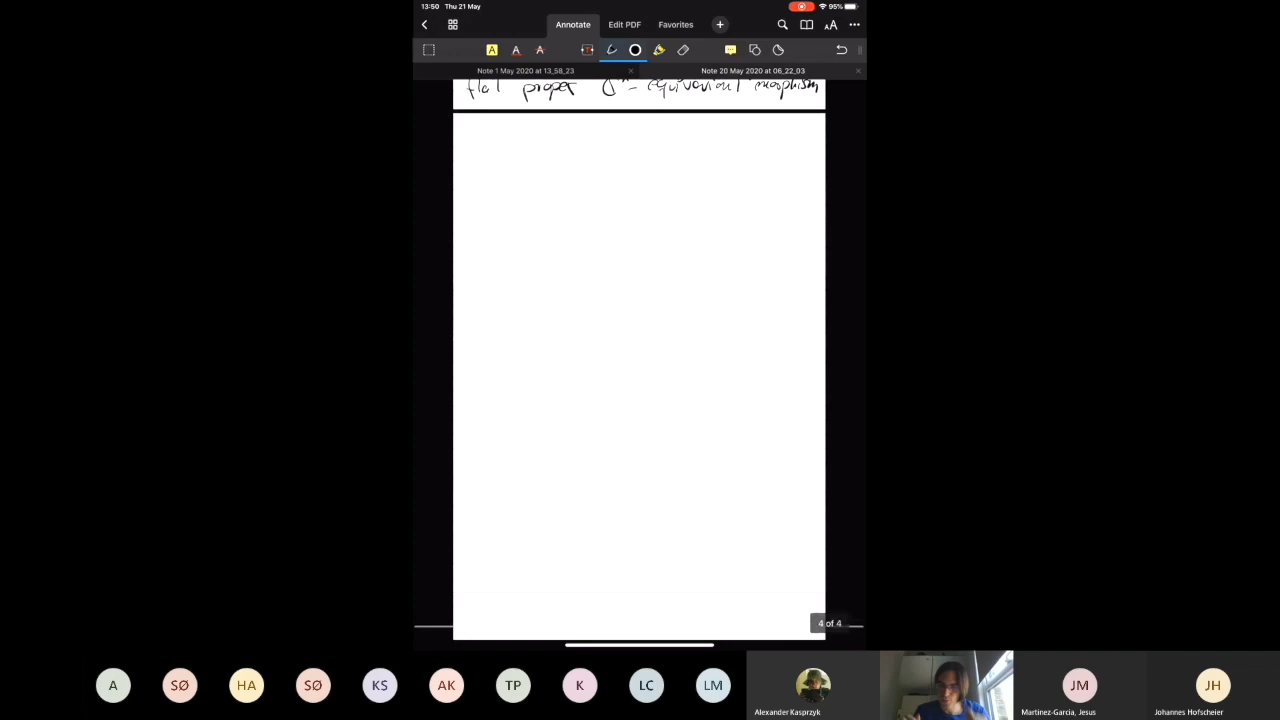 13:50 Thu 21 May
95%
Annotate Edit PDF Favorites
A A A
AA
Note 1 May 2020 at 13_58_23 Note 20 May 2020 at 06_22_03
flat proper - equivariant morphism
4 of 4
A SØ HA SØ KS AK TP K LC LM JM JH
Alexander Kasprzyk Martinez-Garcia, Jesus Johannes Hofscheier